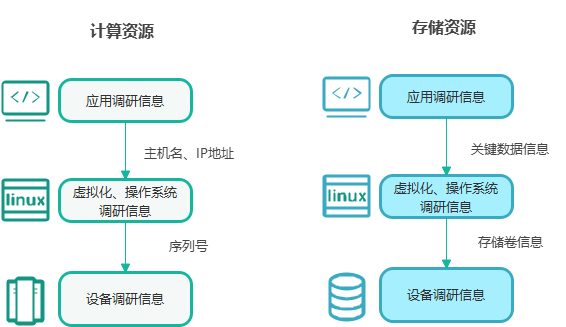 计算资源
存储资源
</>
应用调研信息
</>
应用调研信息
主机名、IP地址
关键数据信息
linux
虚拟化、操作系统
调研信息
linux
虚拟化、操作系统
调研信息
序列号
存储卷信息
设备调研信息
设备调研信息